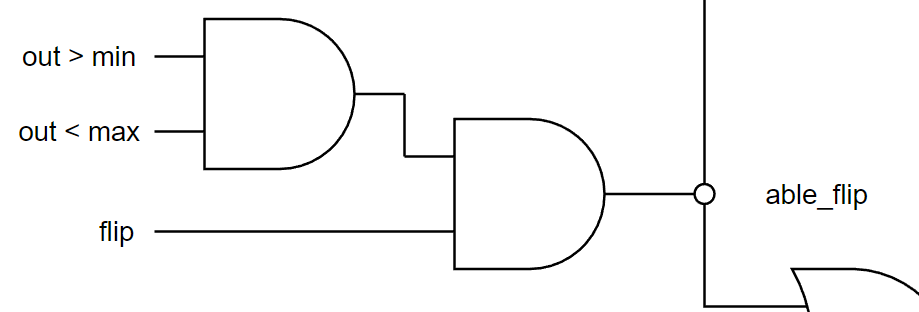 out > min
out < max
flip
able_flip